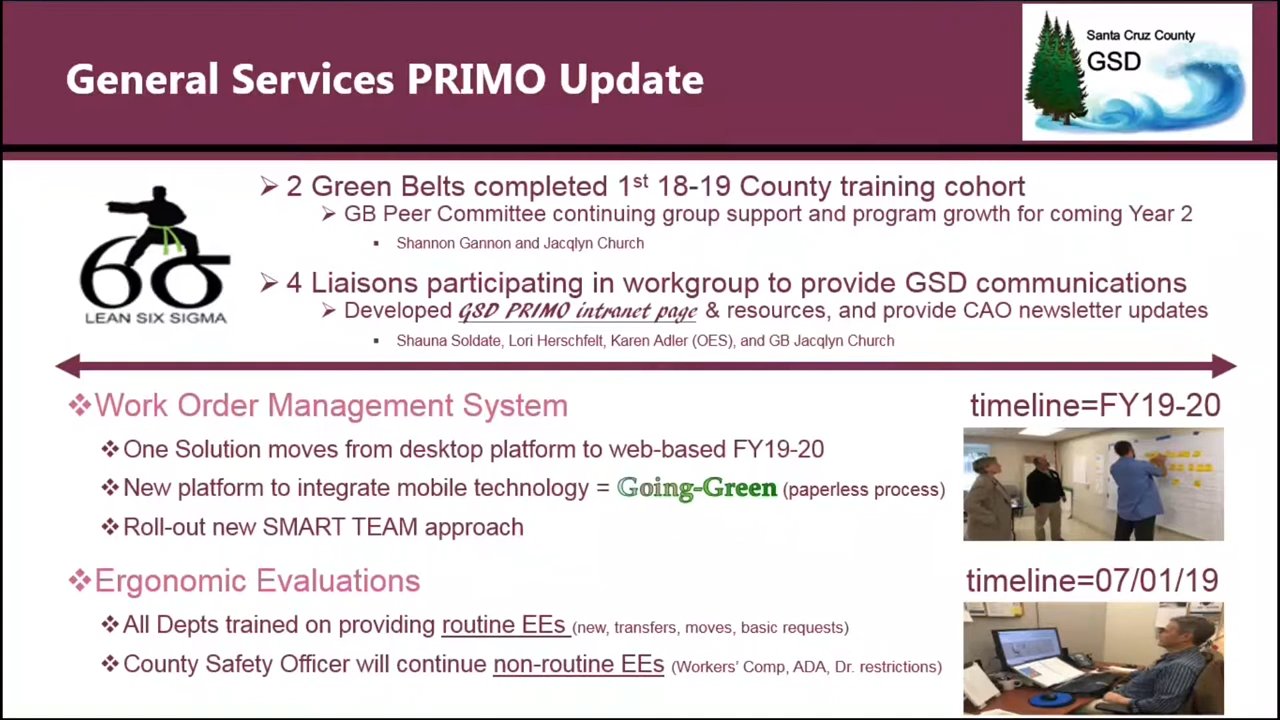 General Services PRIMO Update
Santa Cruz County
GSD
➢ 2 Green Belts completed 1st 18-19 County training cohort
➢ GB Peer Committee continuing group support and program growth for coming Year 2
▪ Shannon Gannon and Jacqlyn Church
➢ 4 Liaisons participating in workgroup to provide GSD communications
➢ Developed GSD PRIMO intranet page & resources, and provide CAO newsletter updates
▪ Shauna Soldate, Lori Herschfelt, Karen Adler (OES), and GB Jacqlyn Church
6σ
LEAN SIX SIGMA
❖Work Order Management System timeline=FY19-20
❖One Solution moves from desktop platform to web-based FY19-20
❖New platform to integrate mobile technology = Going-Green (paperless process)
❖Roll-out new SMART TEAM approach
❖Ergonomic Evaluations timeline=07/01/19
❖All Depts trained on providing routine EEs (new, transfers, moves, basic requests)
❖County Safety Officer will continue non-routine EEs (Workers' Comp, ADA, Dr. restrictions)